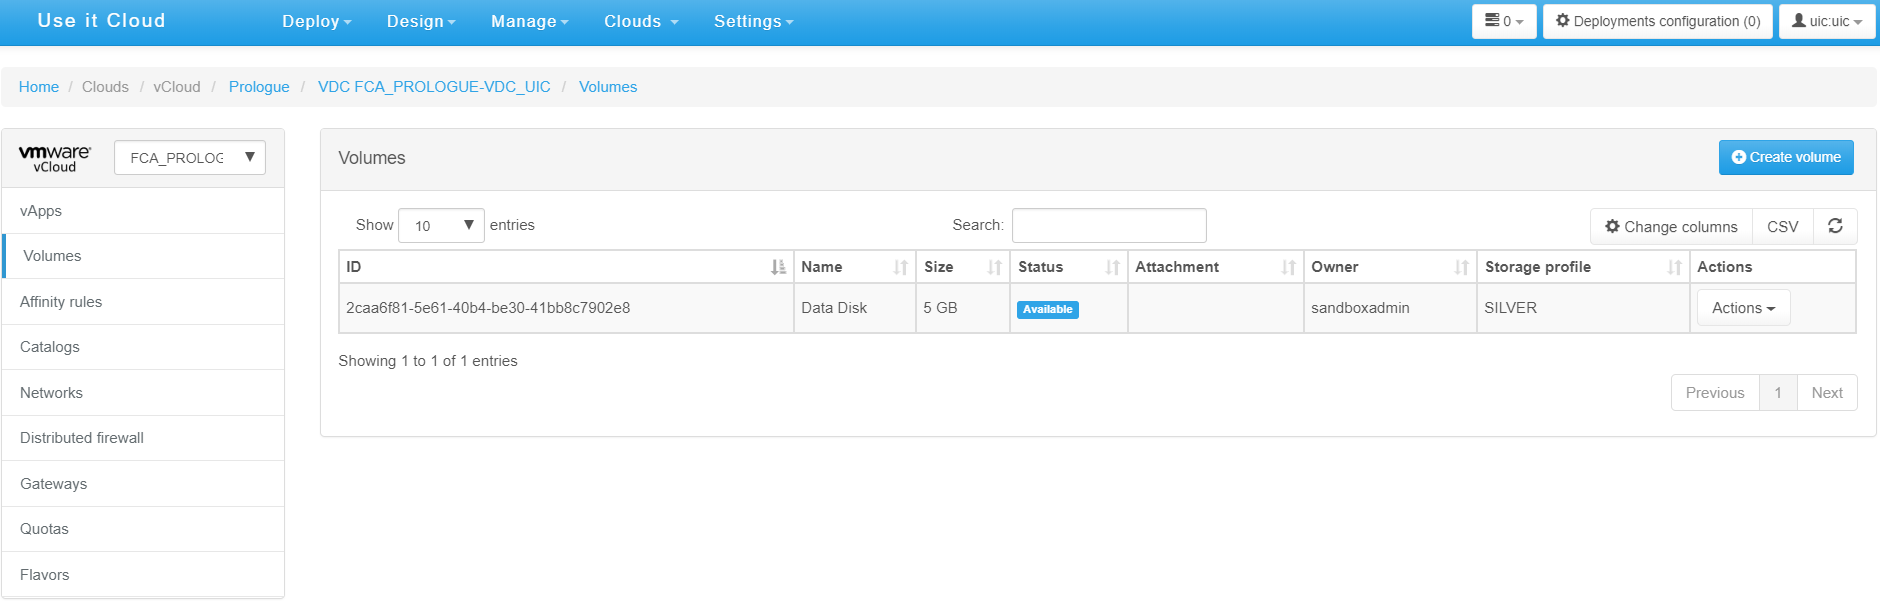 Use it Cloud Deploy Design Manage Clouds Settings 0 Deployments configuration (0) uic:uic
Home / Clouds / vCloud / Prologue / VDC FCA_PROLOGUE-VDC_UIC / Volumes
vmware vCloud
FCA_PROLOG
vApps
Volumes
Affinity rules
Catalogs
Networks
Distributed firewall
Gateways
Quotas
Flavors
Volumes
Create volume
Show 10 entries Search: Change columns CSV
ID Name Size Status Attachment Owner Storage profile Actions
2caa6f81-5e61-40b4-be30-41bb8c7902e8 Data Disk 5 GB Available sandboxadmin SILVER Actions
Showing 1 to 1 of 1 entries
Previous 1 Next